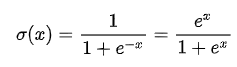 σ(x) = 1 / (1 + e^{-x}) = e^x / (1 + e^x)